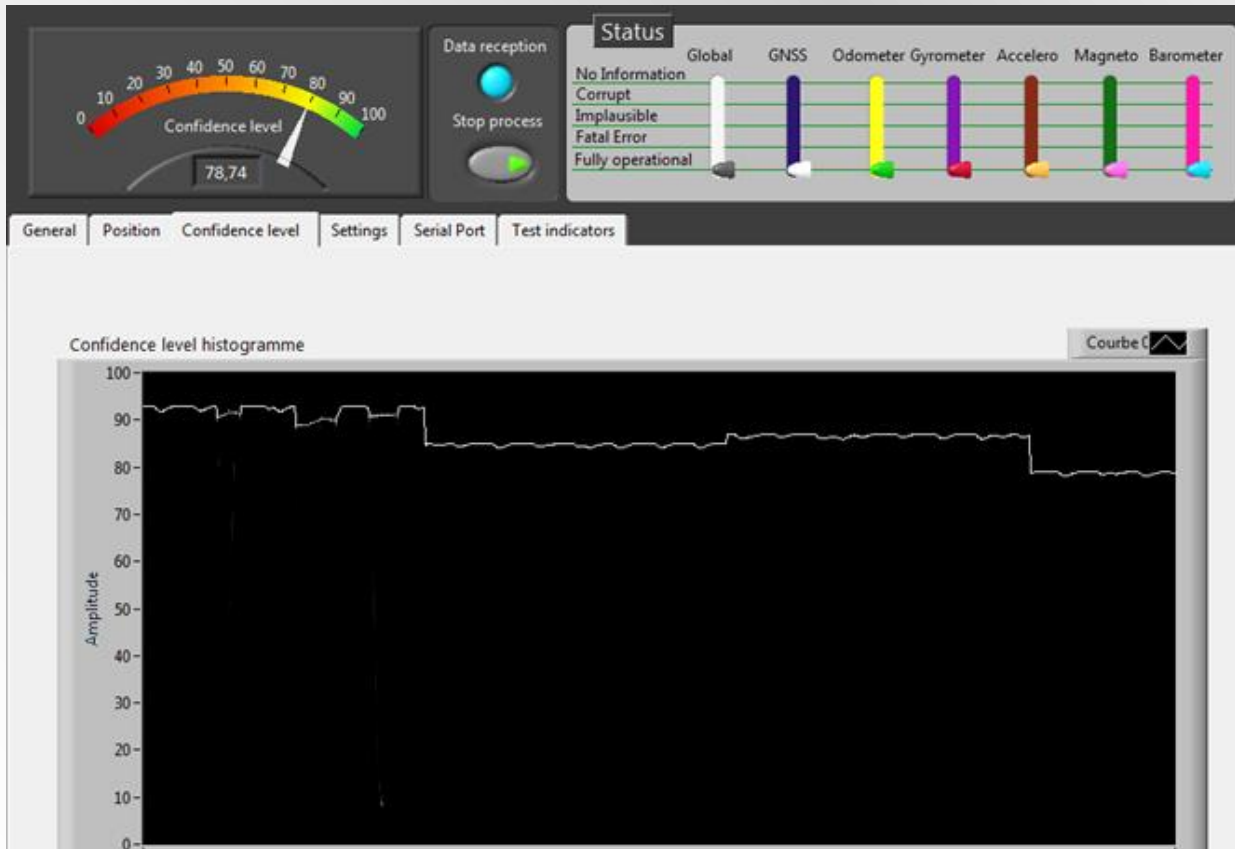 0 10 20 30 40 50 60 70 80 90 100
Confidence level
78,74
Data reception
Stop process
Status
Global GNSS Odometer Gyrometer Accelero Magneto Barometer
No Information
Corrupt
Implausible
Fatal Error
Fully operational
General Position Confidence level Settings Serial Port Test indicators
Confidence level histogramme
Courbe
Amplitude
100
90
80
70
60
50
40
30
20
10
0